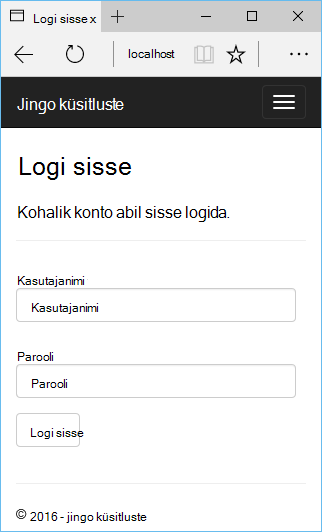 Logi sisse x
localhost
Jingo küsitluste
Logi sisse
Kohalik konto abil sisse logida.
Kasutajanimi
Kasutajanimi
Parooli
Parooli
Logi sisse
© 2016 - jingo küsitluste